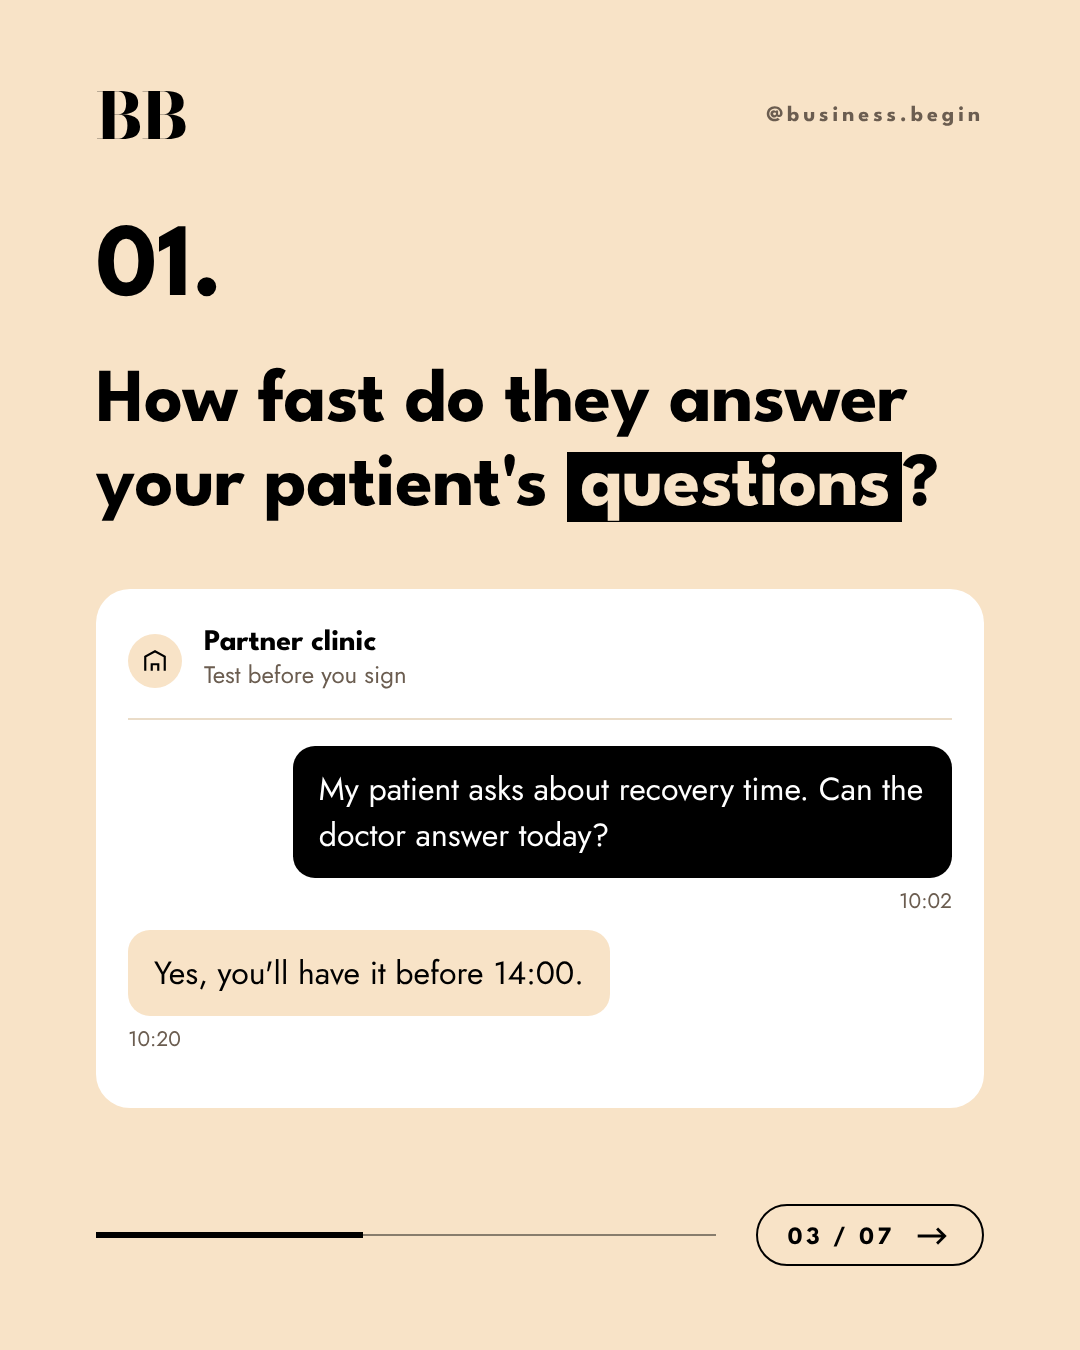 BB
@business.begin
01.
How fast do they answer
your patient's questions?
Partner clinic
Test before you sign
My patient asks about recovery time. Can the
doctor answer today?
10:02
Yes, you'll have it before 14:00.
10:20
03 / 07 →